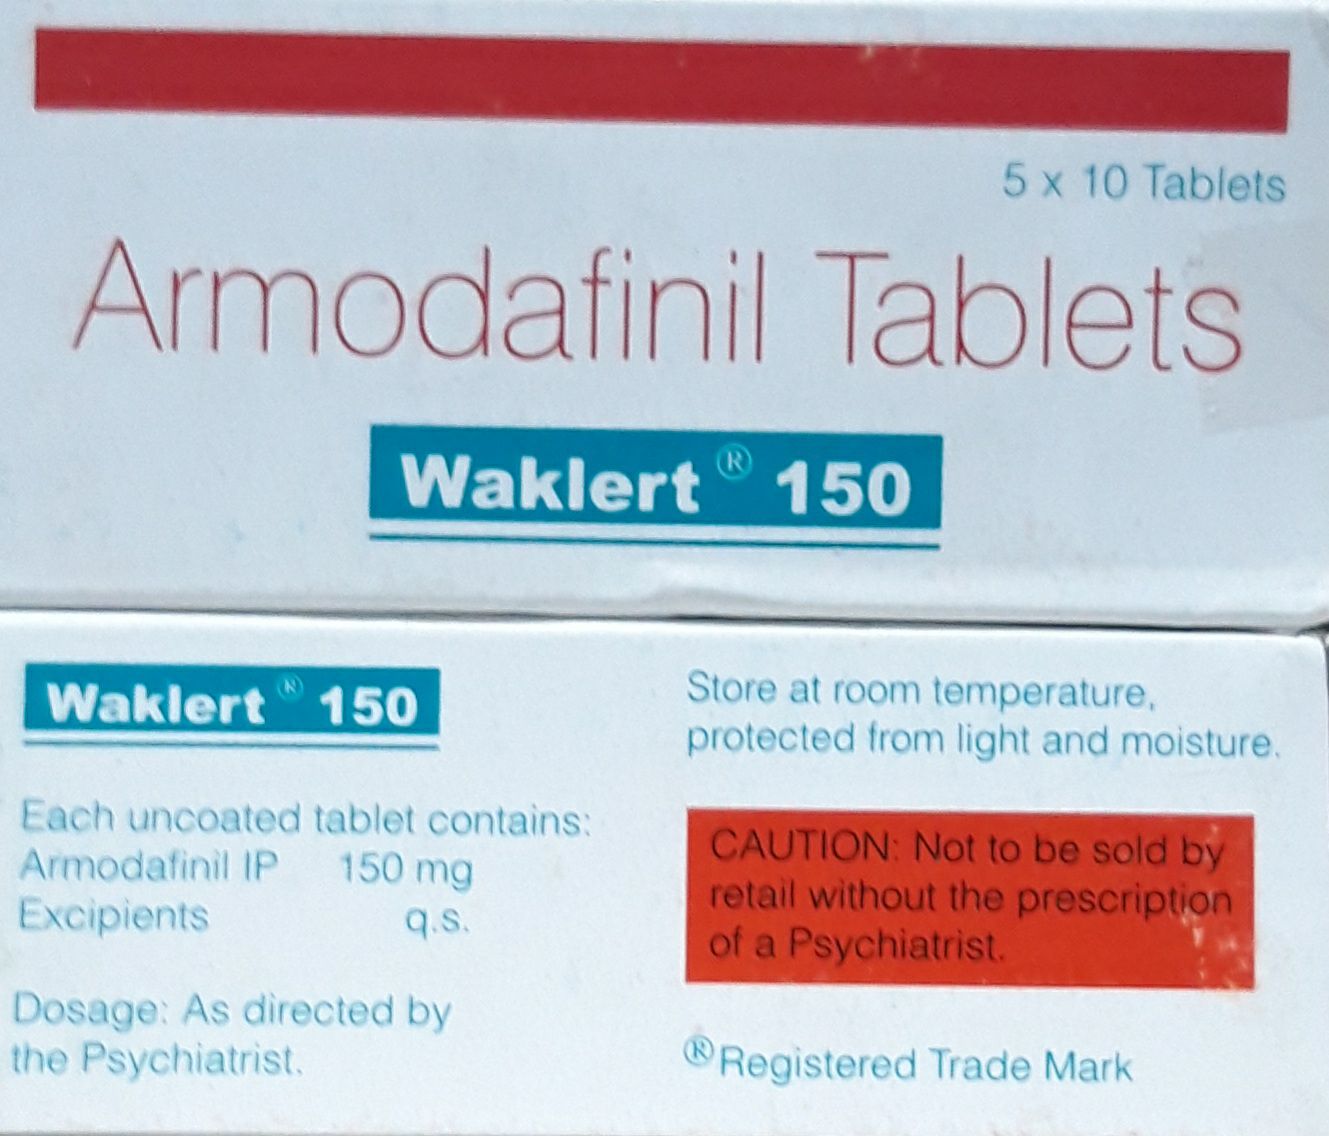 5 x 10 Tablets
Armodafinil Tablets
Waklert ® 150
Waklert ® 150
Each uncoated tablet contains:
Armodafinil IP 150 mg
Excipients q.s.
Dosage: As directed by
the Psychiatrist.
Store at room temperature,
protected from light and moisture.
CAUTION: Not to be sold by
retail without the prescription
of a Psychiatrist.
®Registered Trade Mark